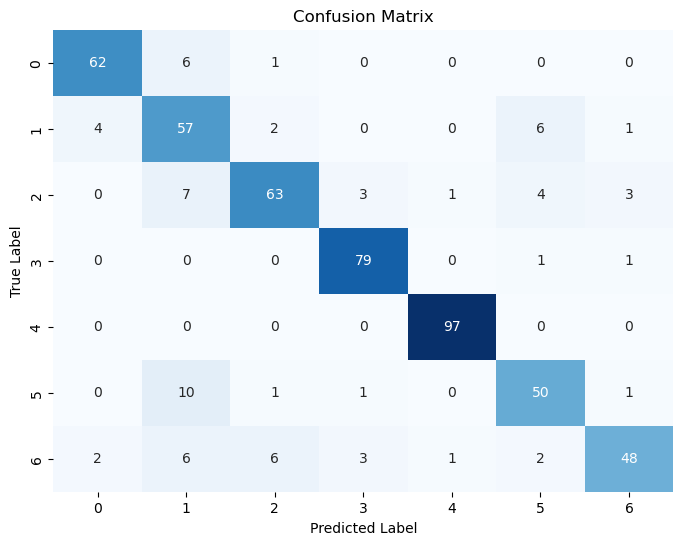 Confusion Matrix
0 62 6 1 0 0 0 0
1 4 57 2 0 0 6 1
2 0 7 63 3 1 4 3
3 0 0 0 79 0 1 1
4 0 0 0 0 97 0 0
5 0 10 1 1 0 50 1
6 2 6 6 3 1 2 48
True Label
0 1 2 3 4 5 6
Predicted Label